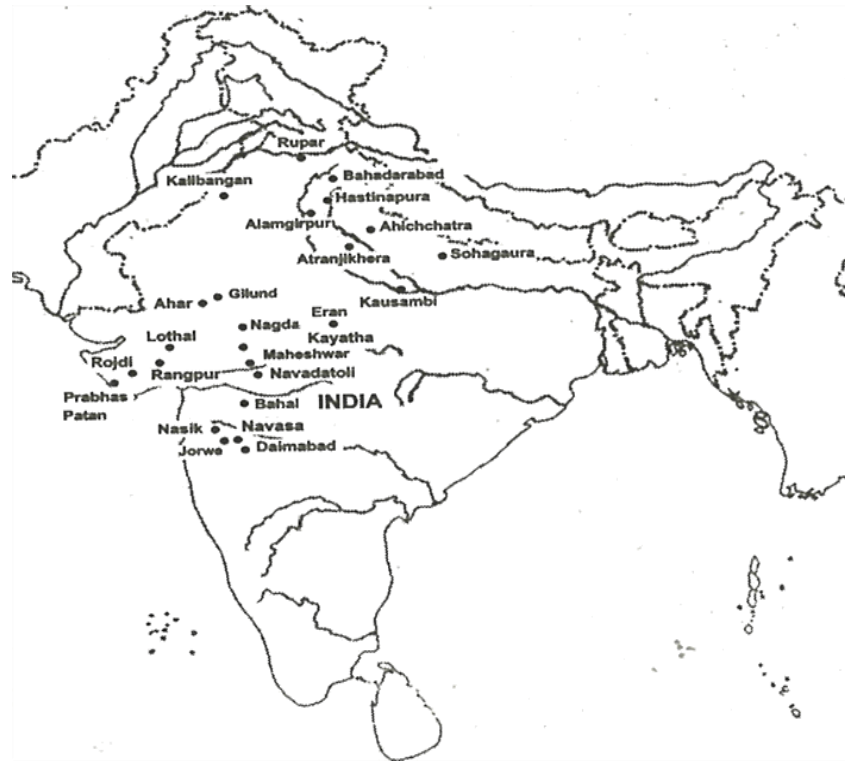 Rupar
Bahadarabad
Kalibangan
Hastinapura
Alamgirpur
Ahichchatra
Atranjikhera
Sohagaura
Gilund
Ahar
Kausambi
Eran
Nagda
Kayatha
Lothal
Maheshwar
Rojdi
Rangpur
Navadatoli
Prabhas
Patan
Bahal
INDIA
Nasik
Navasa
Jorwe
Daimabad